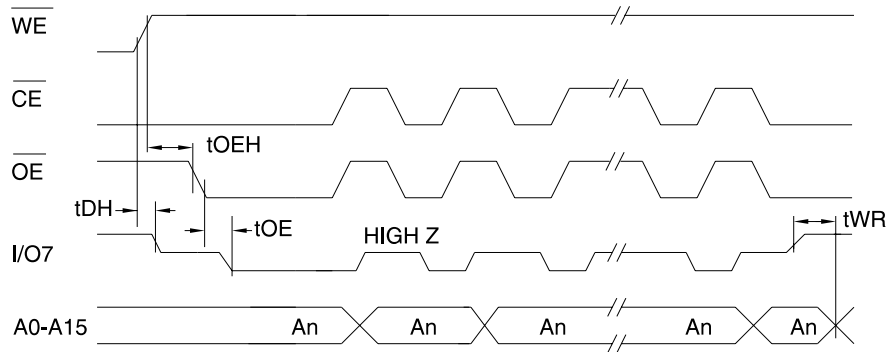 WE
CE
tOEH
OE
tDH
tOE
HIGH Z
tWR
I/O7
A0-A15 An An An An An